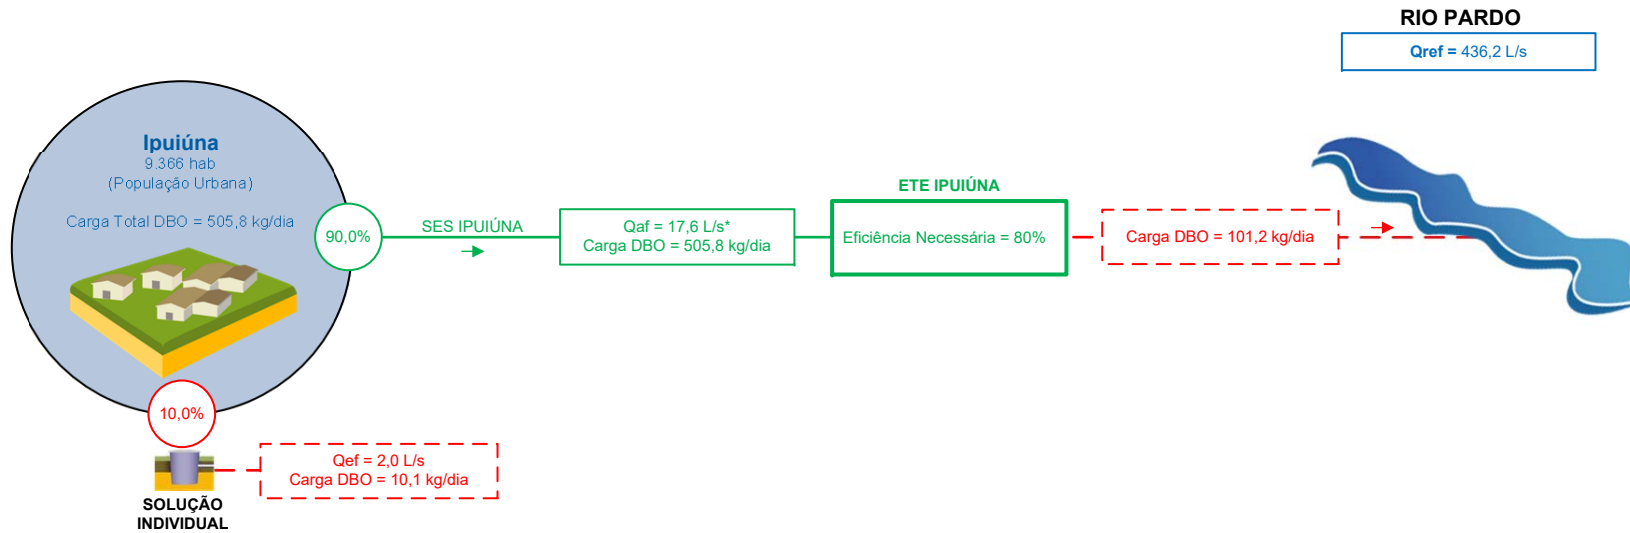 RIO PARDO
Qref = 436,2 L/s
Ipuiúna
9.366 hab
(População Urbana)
Carga Total DBO = 505,8 kg/dia
90,0%
SES IPUIÚNA
Qaf = 17,6 L/s*
Carga DBO = 505,8 kg/dia
ETE IPUIÚNA
Eficiência Necessária = 80%
Carga DBO = 101,2 kg/dia
10,0%
Qef = 2,0 L/s
Carga DBO = 10,1 kg/dia
SOLUÇÃO
INDIVIDUAL